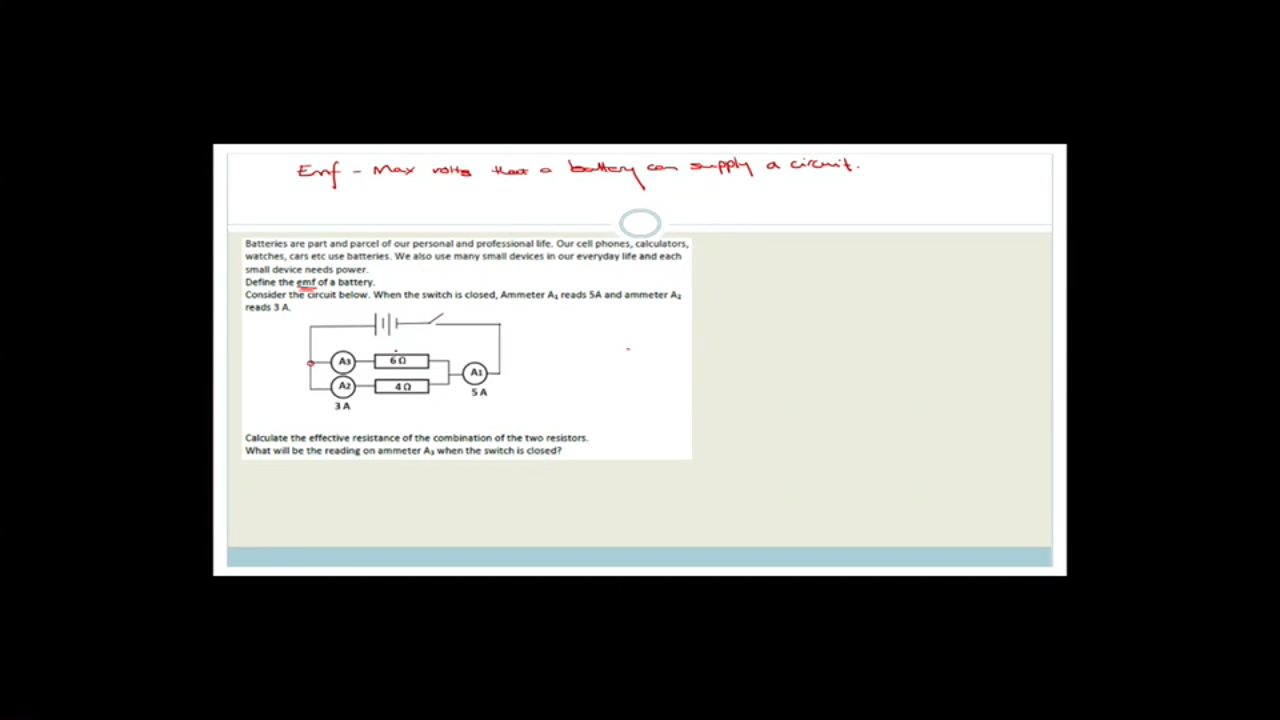 Emf - Max volts that a battery can supply a circuit.
Batteries are part and parcel of our personal and professional life. Our cell phones, calculators,
watches, cars etc use batteries. We also use many small devices in our everyday life and each
small device needs power.
Define the emf of a battery.
Consider the circuit below. When the switch is closed, Ammeter A₁ reads 5A and ammeter A₂
reads 3 A.
A₃ 6 Ω
A₁
A₂ 4 Ω
5 A
3 A
Calculate the effective resistance of the combination of the two resistors.
What will be the reading on ammeter A₃ when the switch is closed?